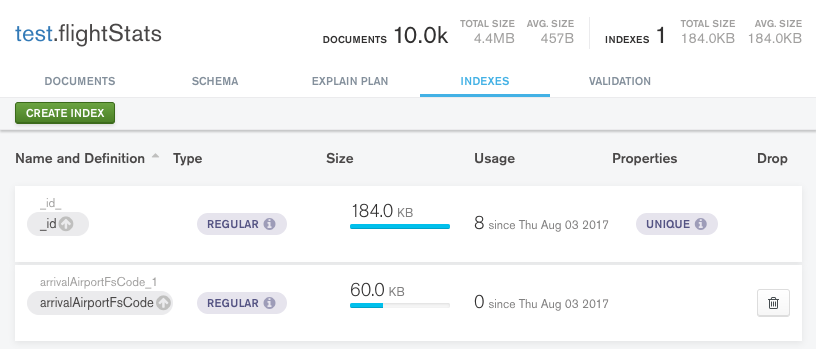 test.flightStats
DOCUMENTS 10.0k TOTAL SIZE 4.4MB AVG. SIZE 457B INDEXES 1 TOTAL SIZE 184.0KB AVG. SIZE 184.0KB
DOCUMENTS SCHEMA EXPLAIN PLAN INDEXES VALIDATION
CREATE INDEX
Name and Definition Type Size Usage Properties Drop
_id_
_id REGULAR 184.0 KB 8 since Thu Aug 03 2017 UNIQUE
arrivalAirportFsCode_1
arrivalAirportFsCode REGULAR 60.0 KB 0 since Thu Aug 03 2017